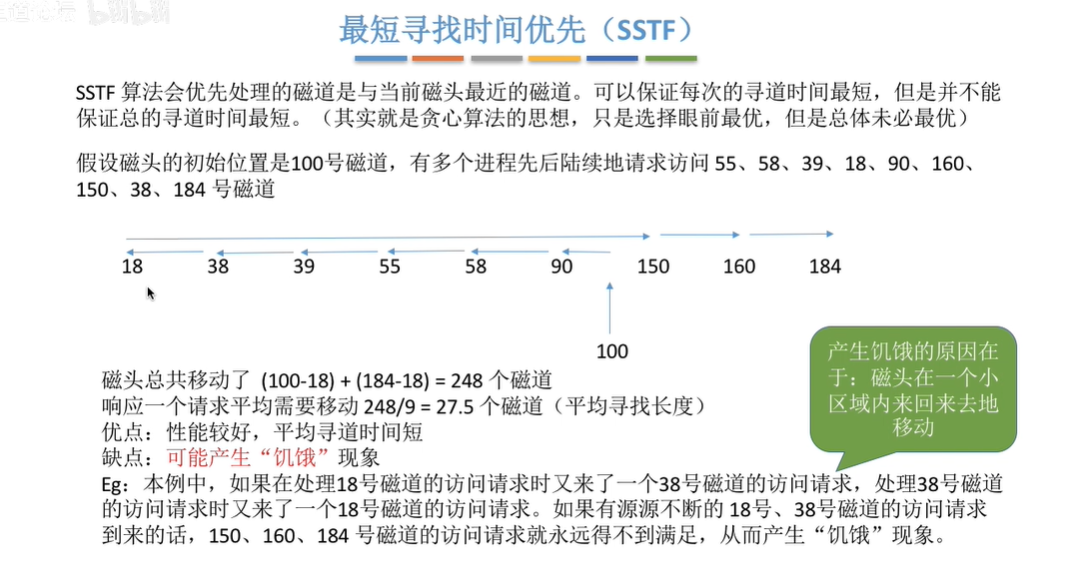 最短寻找时间优先（SSTF）
SSTF 算法会优先处理的磁道是与当前磁头最近的磁道。可以保证每次的寻道时间最短，但是并不能
保证总的寻道时间最短。（其实就是贪心算法的思想，只是选择眼前最优，但是总体未必最优）
假设磁头的初始位置是100号磁道，有多个进程先后陆续地请求访问 55、58、39、18、90、160、
150、38、184 号磁道
18 38 39 55 58 90 150 160 184
100
产生饥饿的原因在
于：磁头在一个小
区域内来回来去地
移动
磁头总共移动了 (100-18) + (184-18) = 248 个磁道
响应一个请求平均需要移动 248/9 = 27.5 个磁道（平均寻找长度）
优点：性能较好，平均寻道时间短
缺点：可能产生“饥饿”现象
Eg：本例中，如果在处理18号磁道的访问请求时又来了一个38号磁道的访问请求，处理38号磁道
的访问请求时又来了一个18号磁道的访问请求。如果有源源不断的 18号、38号磁道的访问请求
到来的话，150、160、184 号磁道的访问请求就永远得不到满足，从而产生“饥饿”现象。